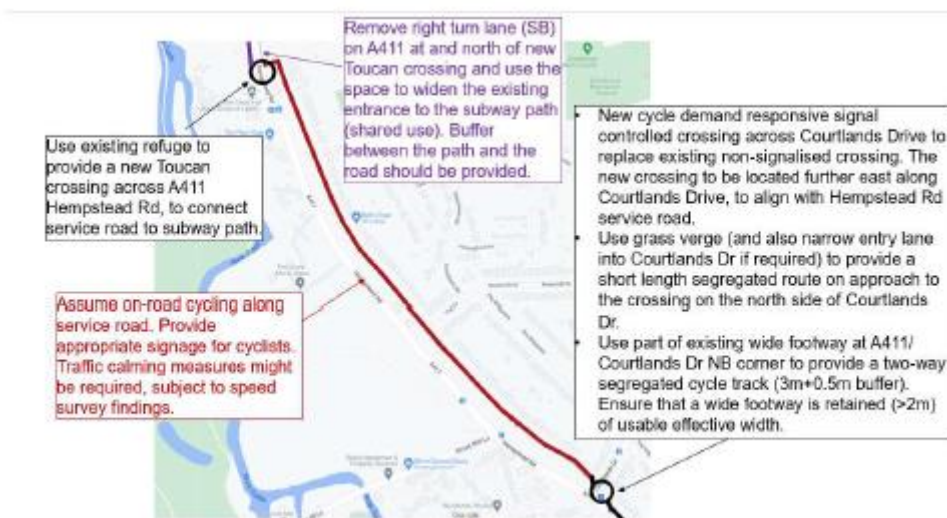 Remove right turn lane (SB)
on A411 at and north of new
Toucan crossing and use the
space to widen the existing
entrance to the subway path
(shared use). Buffer
between the path and the
road should be provided.
Use existing refuge to
provide a new Toucan
crossing across A411
Hempstead Rd, to connect
service road to subway path.
Assume on-road cycling along
service road. Provide
appropriate signage for cyclists.
Traffic calming measures might
be required, subject to speed
survey findings.
• New cycle demand responsive signal
controlled crossing across Courtlands Drive to
replace existing non-signalised crossing. The
new crossing to be located further east along
Courtlands Drive, to align with Hempstead Rd
service road.
• Use grass verge (and also narrow entry lane
into Courtlands Dr if required) to provide a
short length segregated route on approach to
the crossing on the north side of Courtlands
Dr.
• Use part of existing wide footway at A411/
Courtlands Dr NB corner to provide a two-way
segregated cycle track (3m+0.5m buffer).
Ensure that a wide footway is retained (>2m)
of usable effective width.